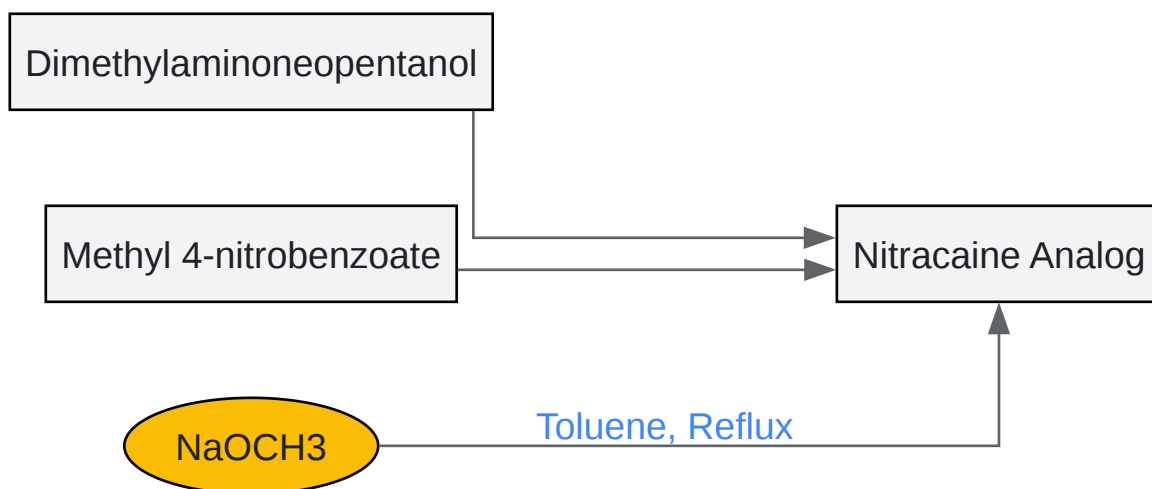 Dimethylaminoneopentanol
Methyl 4-nitrobenzoate
Nitracaine Analog
Toluene, Reflux
NaOCH3